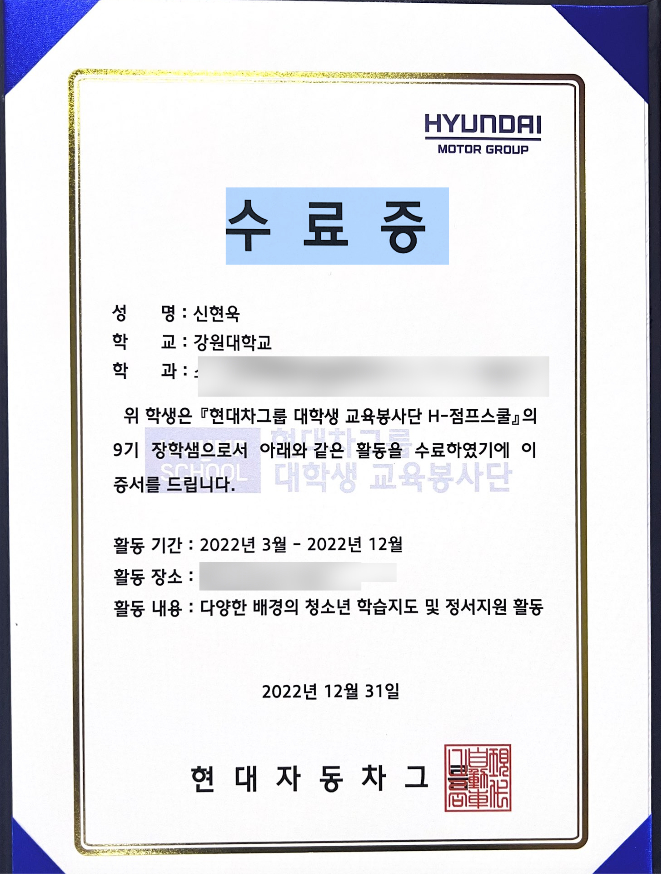 HYUNDAI
MOTOR GROUP
수 료 증
성 명 : 신현욱
학 교 : 강원대학교
학 과 :
위 학생은 『현대차그룹 대학생 교육봉사단 H-점프스쿨』의
9기 장학샘으로서 아래와 같은 활동을 수료하였기에 이
증서를 드립니다.
SCHOOL
현대차그룹
대학생 교육봉사단
활동 기간 : 2022년 3월 - 2022년 12월
활동 장소 :
활동 내용 : 다양한 배경의 청소년 학습지도 및 정서지원 활동
2022년 12월 31일
현 대 자 동 차 그 룹